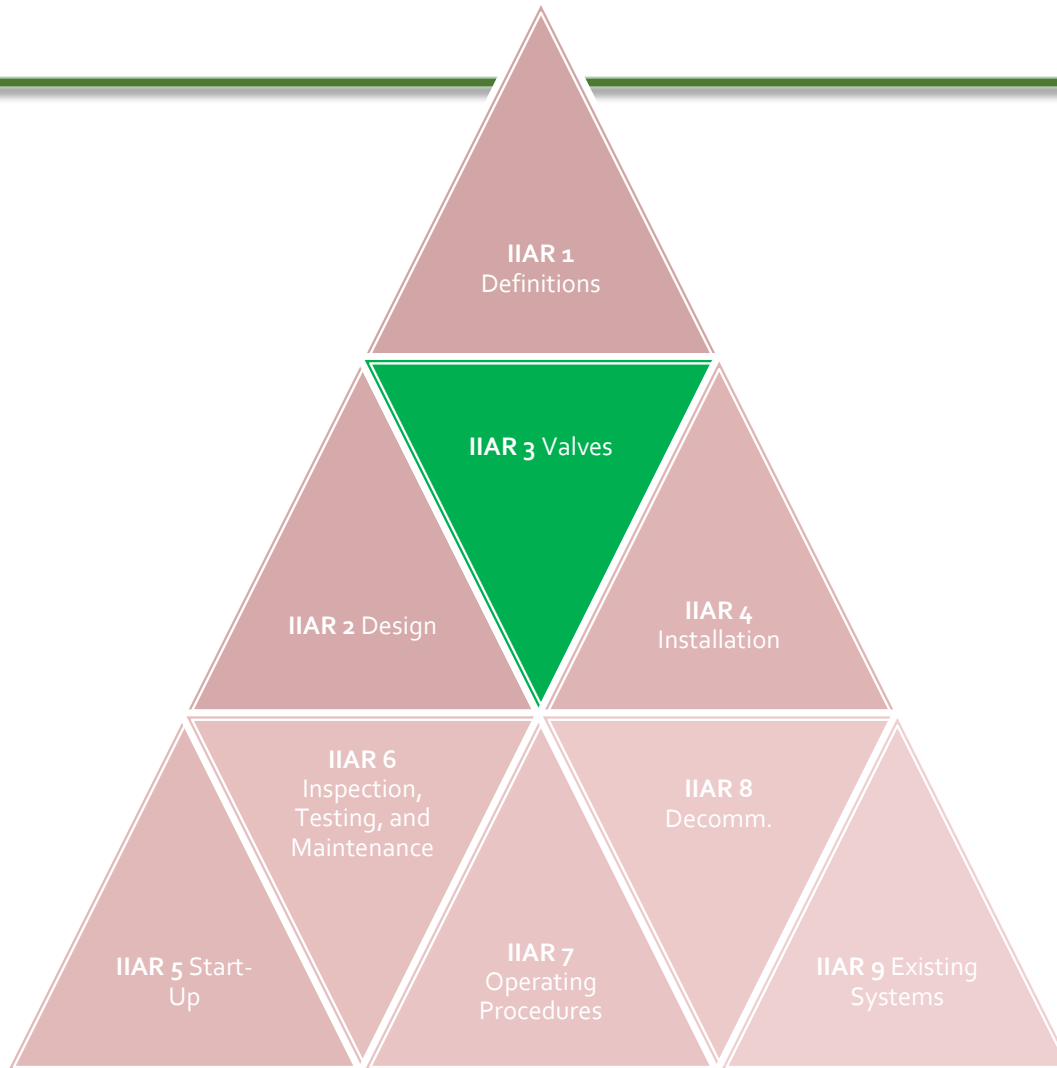 IIAR 1
Definitions
IIAR 3 Valves
IIAR 2 Design
IIAR 4
Installation
IIAR 6
Inspection,
Testing, and
Maintenance
IIAR 8
Decomm.
IIAR 5 Start-
Up
IIAR 7
Operating
Procedures
IIAR 9 Existing
Systems